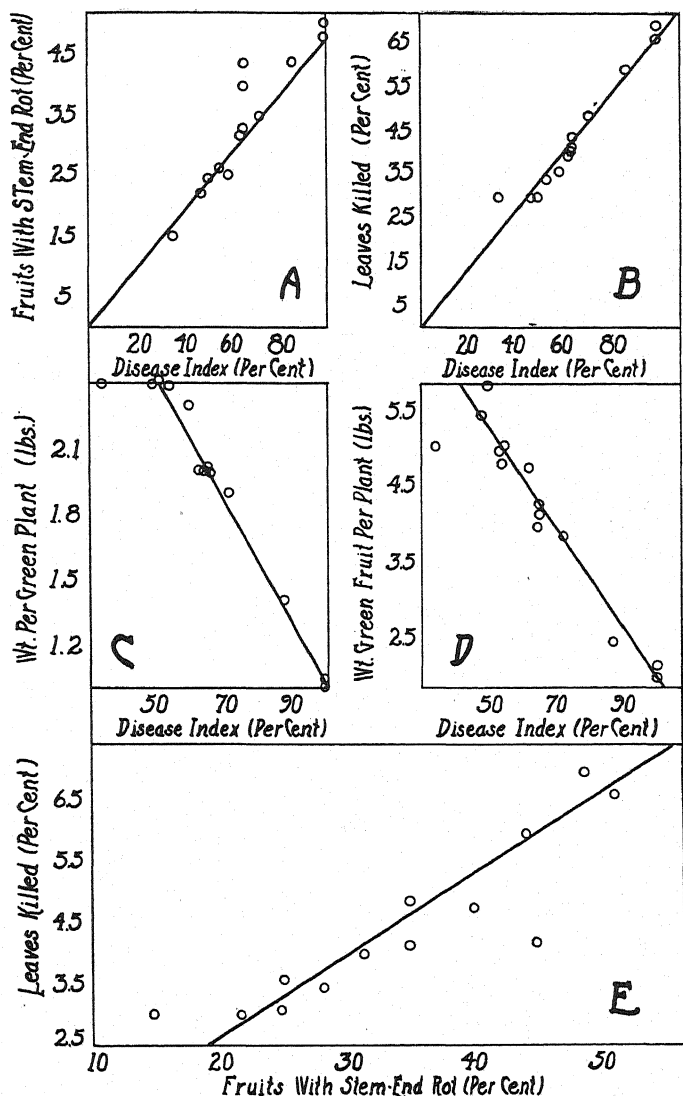 Fruits With STem-End Rot (Per Cent)
45
35
25
15
5
A
20 40 60 80
Disease Index (Per Cent)
Leaves Killed (Per Cent)
65
55
45
35
25
15
5
B
20 40 60 80
Disease Index (Per Cent)
Wt. Per Green Plant (lbs.)
2.1
1.8
1.5
1.2
C
50 70 90
Disease Index (Per Cent)
Wt. Green Fruit Per Plant (lbs.)
5.5
4.5
3.5
2.5
D
50 70 90
Disease Index (Per Cent)
Leaves Killed (Per Cent)
6.5
5.5
4.5
3.5
2.5
E
10 20 30 40 50
Fruits With Stem-End Rot (Per Cent)